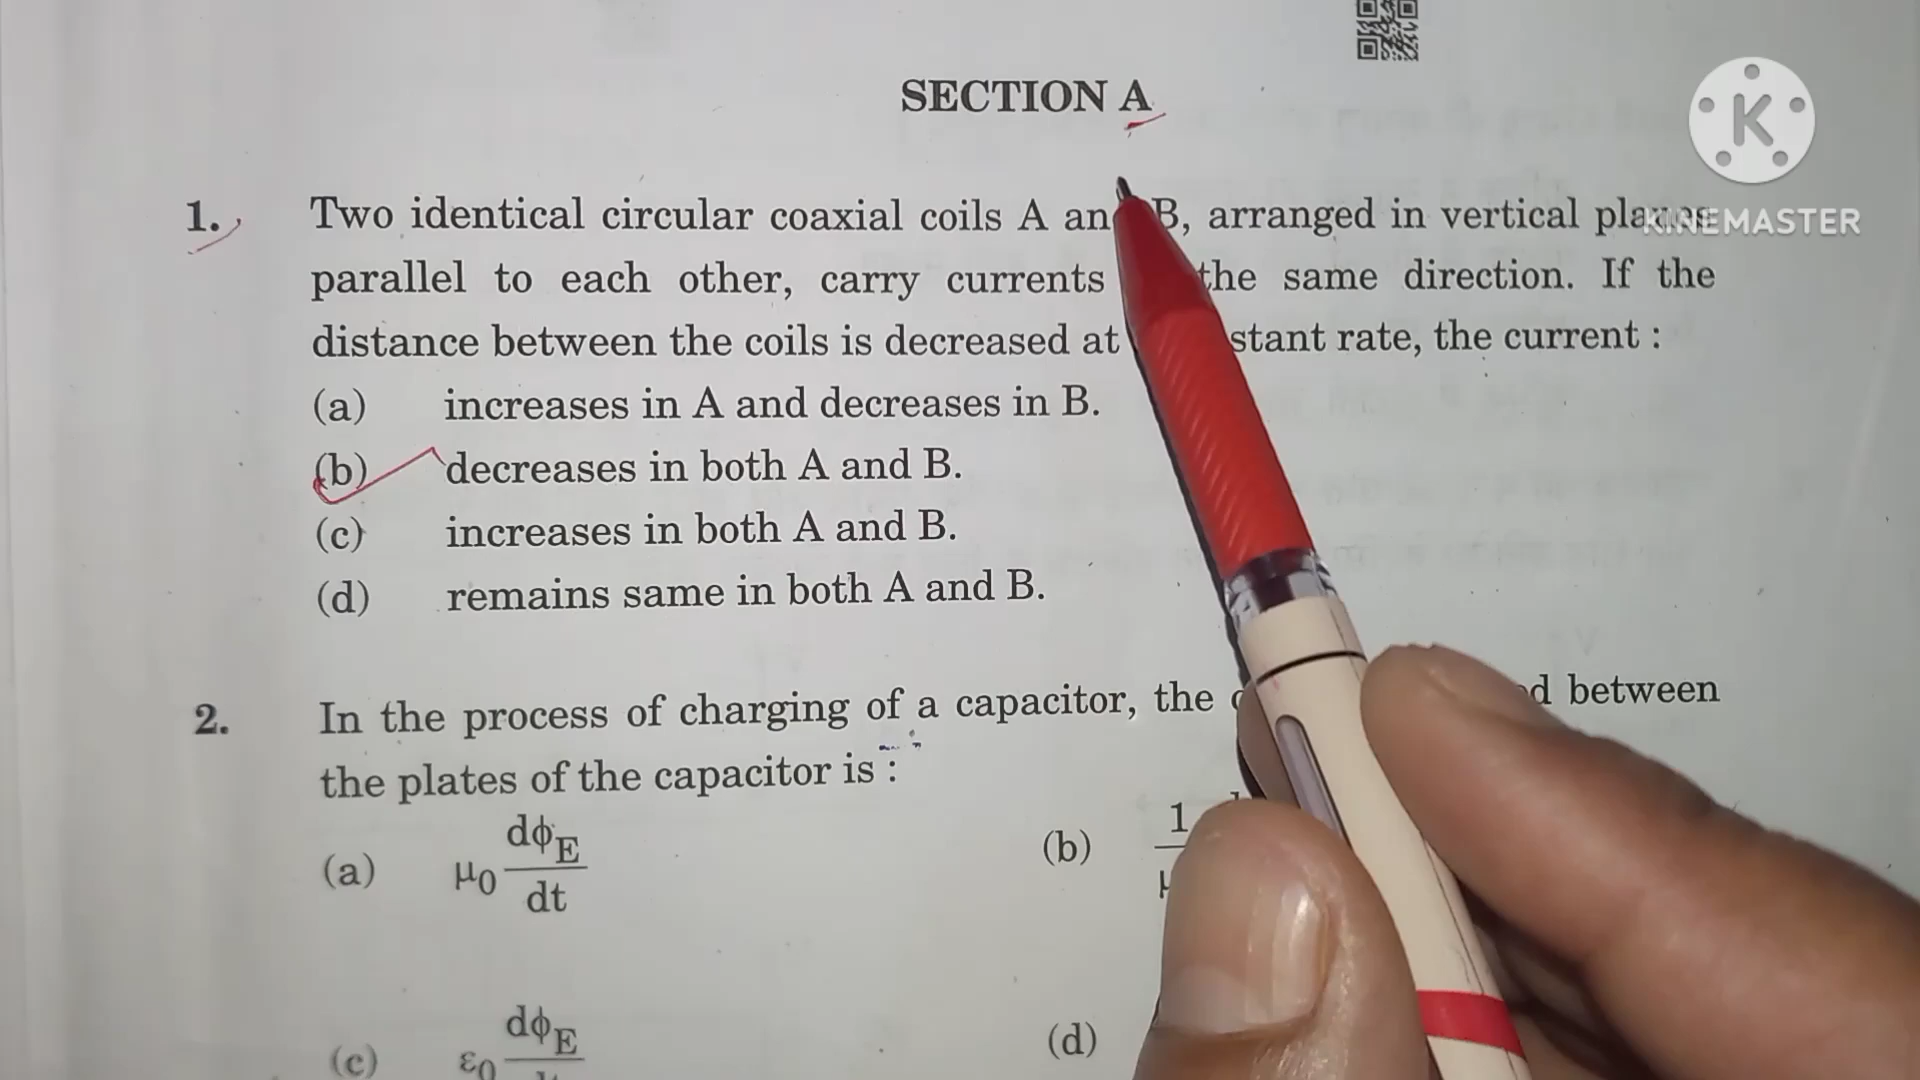 SECTION A
K
KINEMASTER
1. Two identical circular coaxial coils A an B, arranged in vertical planes
parallel to each other, carry currents the same direction. If the
distance between the coils is decreased at stant rate, the current :
(a) increases in A and decreases in B.
(b) decreases in both A and B.
(c) increases in both A and B.
(d) remains same in both A and B.
2. In the process of charging of a capacitor, the between
the plates of the capacitor is :
(a) μ0 dϕE/dt
(b) 1
(c) ε0 dϕE
(d)